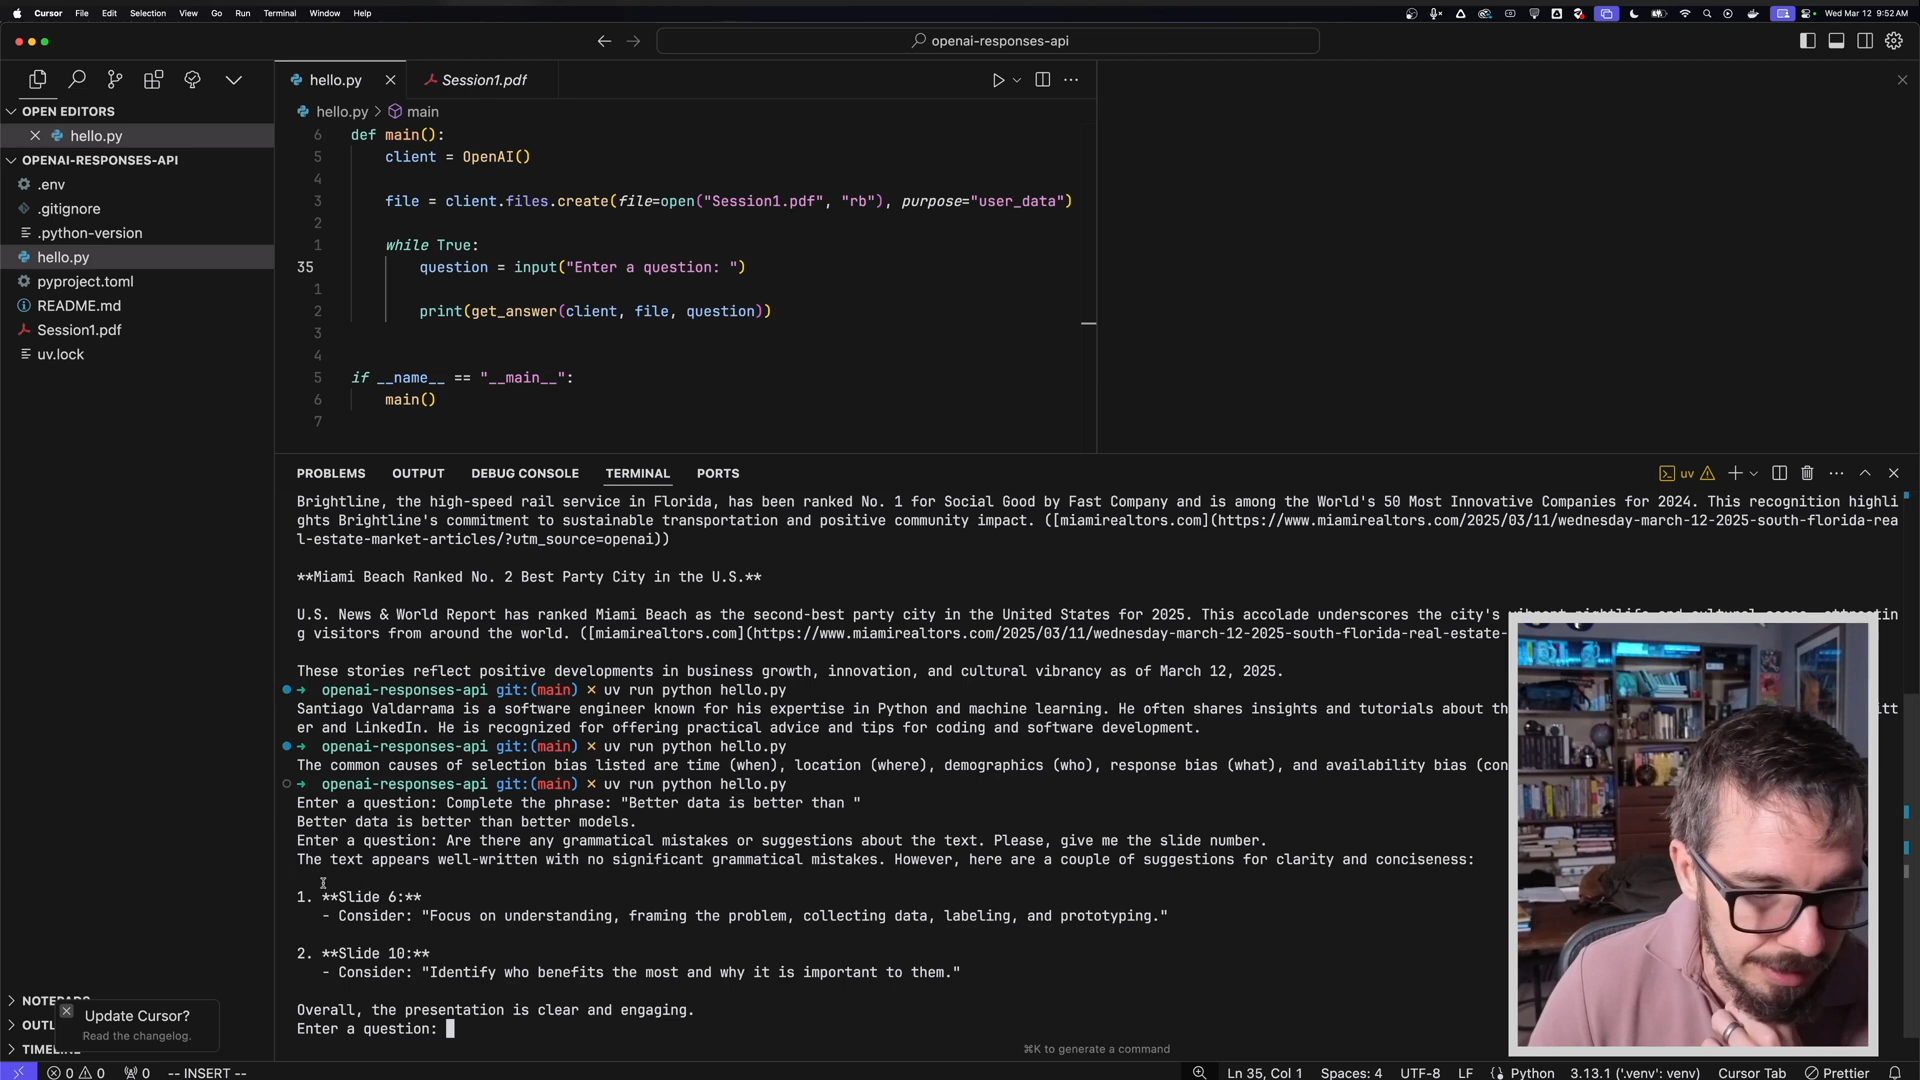 Cursor File Edit Selection View Go Run Terminal Window Help Wed Mar 12 9:52 AM
openai-responses-api
hello.py Session1.pdf
OPEN EDITORS
hello.py
OPENAI-RESPONSES-API
.env
.gitignore
.python-version
hello.py
pyproject.toml
README.md
Session1.pdf
uv.lock
NOTEPADS
OUTL
TIMELINE
Update Cursor?
Read the changelog.
hello.py > main
6 def main():
5 client = OpenAI()
4
3 file = client.files.create(file=open("Session1.pdf", "rb"), purpose="user_data")
2
1 while True:
35 question = input("Enter a question: ")
1
2 print(get_answer(client, file, question))
3
4
5 if __name__ == "__main__":
6 main()
7
PROBLEMS OUTPUT DEBUG CONSOLE TERMINAL PORTS uv
Brightline, the high-speed rail service in Florida, has been ranked No. 1 for Social Good by Fast Company and is among the World's 50 Most Innovative Companies for 2024. This recognition highli
ghts Brightline's commitment to sustainable transportation and positive community impact. ([miamirealtors.com](https://www.miamirealtors.com/2025/03/11/wednesday-march-12-2025-south-florida-rea
l-estate-market-articles/?utm_source=openai))
**Miami Beach Ranked No. 2 Best Party City in the U.S.**
U.S. News & World Report has ranked Miami Beach as the second-best party city in the United States for 2025. This accolade underscores the city's vibrant nightlife and cultural scene, attractin
g visitors from around the world. ([miamirealtors.com](https://www.miamirealtors.com/2025/03/11/wednesday-march-12-2025-south-florida-real-estate-
These stories reflect positive developments in business growth, innovation, and cultural vibrancy as of March 12, 2025.
➜ openai-responses-api git:(main) ✗ uv run python hello.py
Santiago Valdarrama is a software engineer known for his expertise in Python and machine learning. He often shares insights and tutorials about th itt
er and LinkedIn. He is recognized for offering practical advice and tips for coding and software development.
➜ openai-responses-api git:(main) ✗ uv run python hello.py
The common causes of selection bias listed are time (when), location (where), demographics (who), response bias (what), and availability bias (con
➜ openai-responses-api git:(main) ✗ uv run python hello.py
Enter a question: Complete the phrase: "Better data is better than "
Better data is better than better models.
Enter a question: Are there any grammatical mistakes or suggestions about the text. Please, give me the slide number.
The text appears well-written with no significant grammatical mistakes. However, here are a couple of suggestions for clarity and conciseness:
1. **Slide 6:**
- Consider: "Focus on understanding, framing the problem, collecting data, labeling, and prototyping."
2. **Slide 10:**
- Consider: "Identify who benefits the most and why it is important to them."
Overall, the presentation is clear and engaging.
Enter a question:
⌘K to generate a command
0 0 0 -- INSERT -- Ln 35, Col 1 Spaces: 4 UTF-8 LF Python 3.13.1 ('.venv': venv) Cursor Tab Prettier